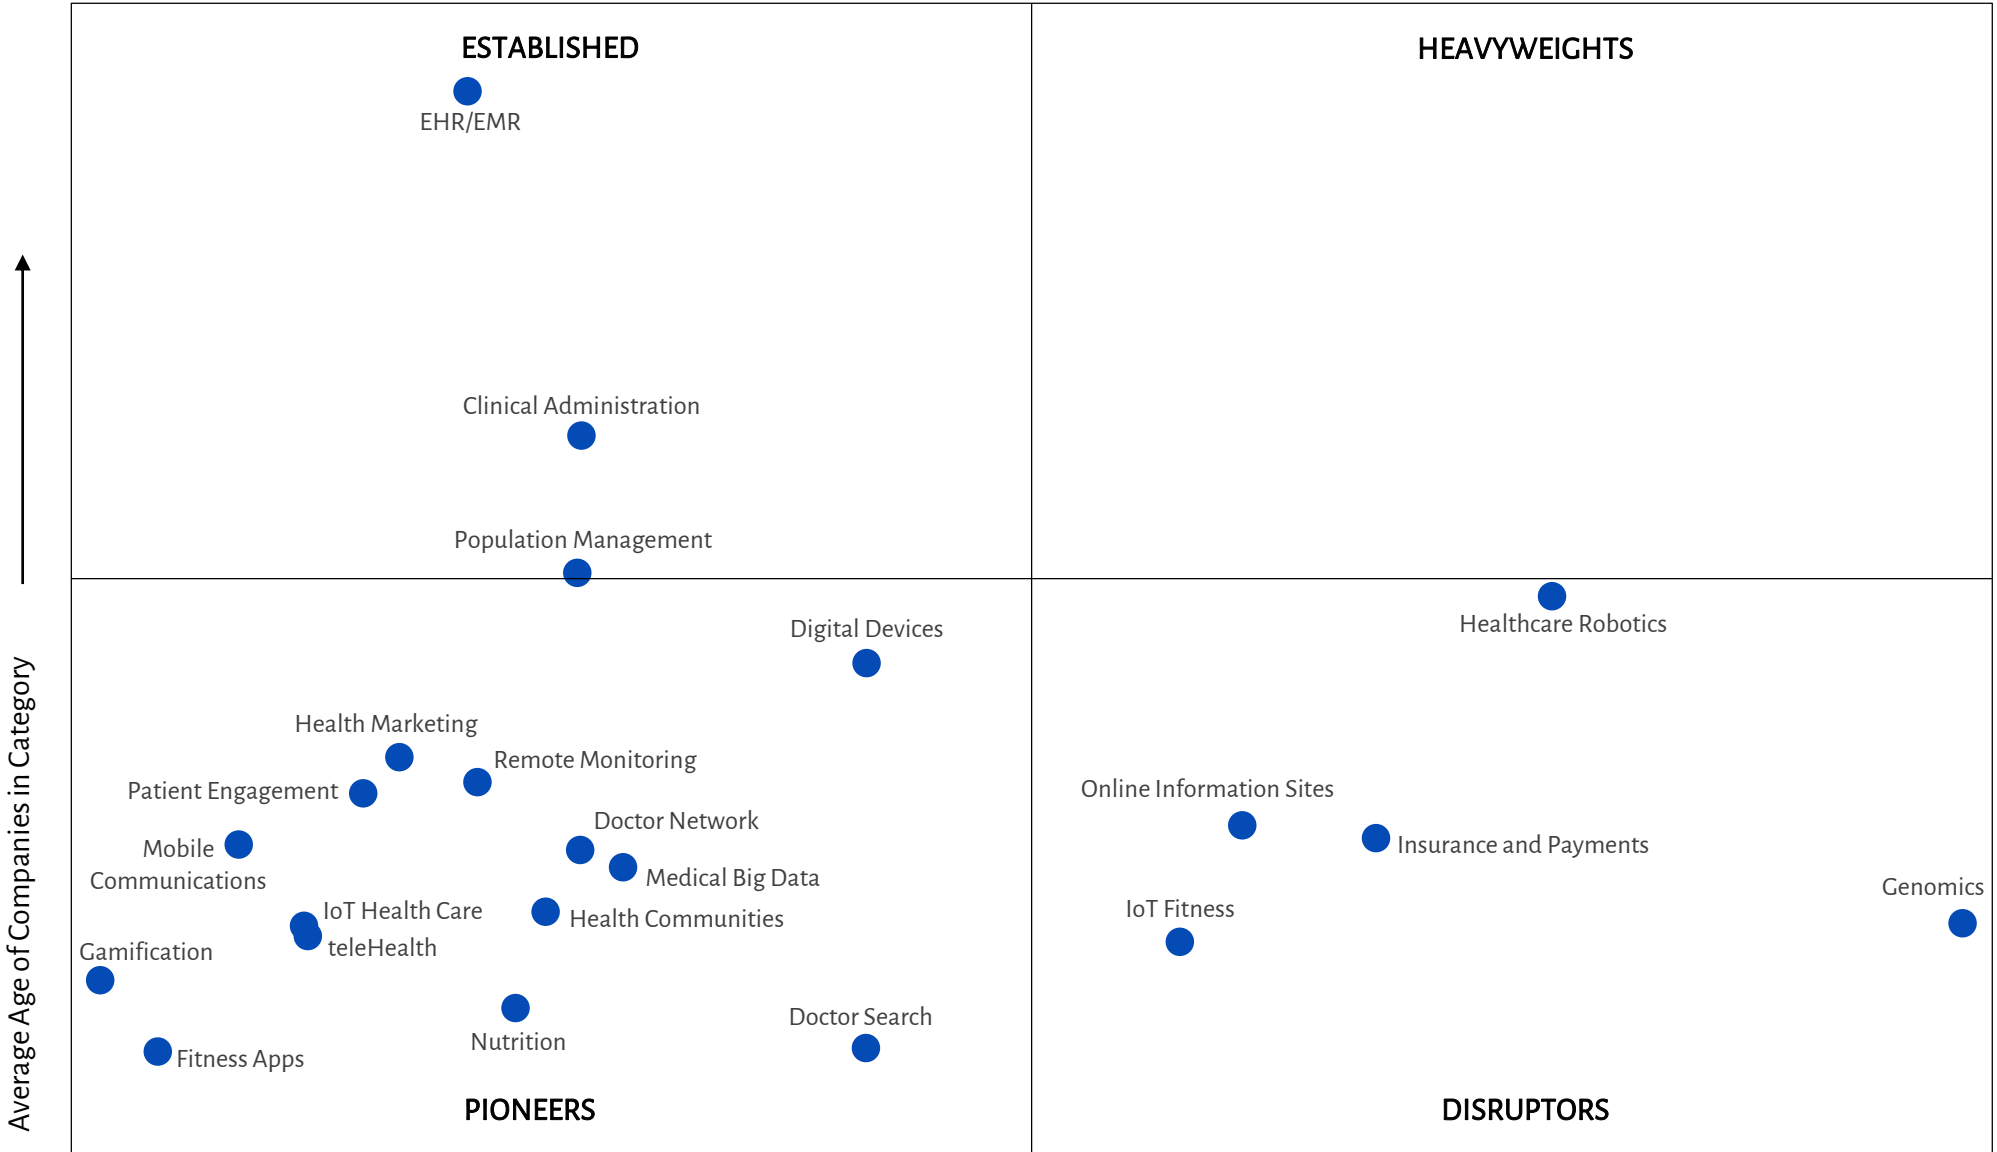 ESTABLISHED
HEAVYWEIGHTS
EHR/EMR
Clinical Administration
Population Management
Healthcare Robotics
Digital Devices
Health Marketing
Remote Monitoring
Patient Engagement
Online Information Sites
Doctor Network
Mobile
Communications
Insurance and Payments
Medical Big Data
Genomics
IoT Health Care
IoT Fitness
Health Communities
teleHealth
Gamification
Doctor Search
Nutrition
Fitness Apps
PIONEERS
DISRUPTORS
Average Age of Companies in Category